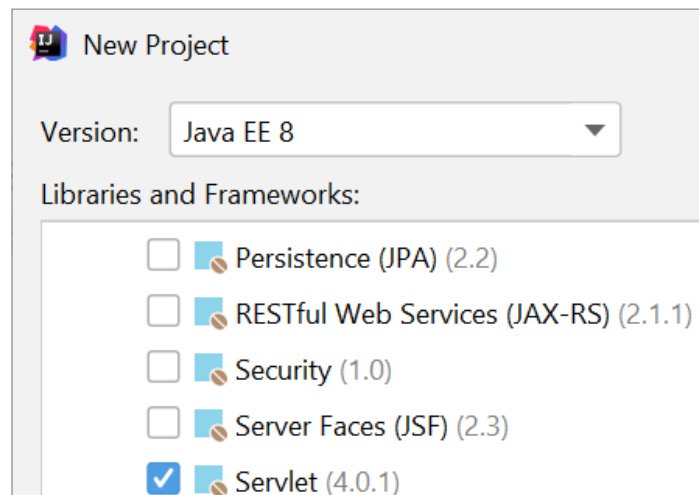 IJ
New Project
Version: Java EE 8
Libraries and Frameworks:
Persistence (JPA) (2.2)
RESTful Web Services (JAX-RS) (2.1.1)
Security (1.0)
Server Faces (JSF) (2.3)
Servlet (4.0.1)